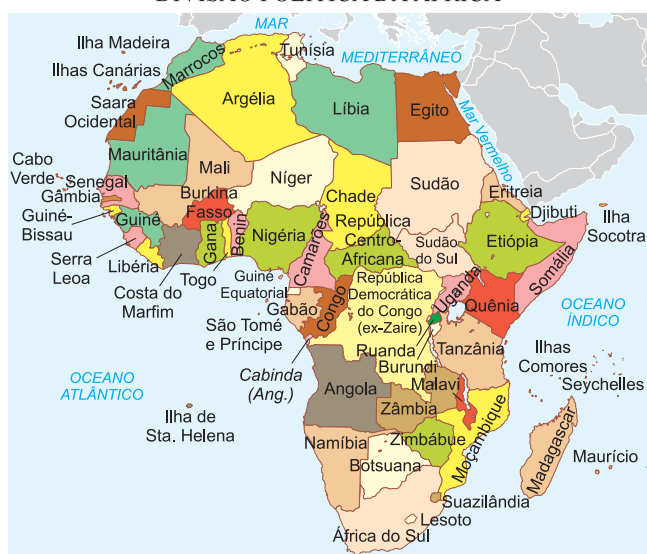 DIVISÃO POLÍTICA DA ÁFRICA
MAR
MEDITERRÂNEO
Ilha Madeira
Tunísia
Marrocos
Ilhas Canárias
Argélia
Líbia
Egito
Saara
Ocidental
Mar Vermelho
Mauritânia
Mali
Níger
Cabo
Verde
Senegal
Gâmbia
Burkina
Fasso
Chade
Sudão
Eritreia
Djibuti
Ilha
Socotra
Guiné-
Bissau
Guiné
Gana
Benin
Nigéria
Camarões
República
Centro-
Africana
Sudão
do Sul
Etiópia
Somália
Serra
Leoa
Libéria
Costa do
Marfim
Togo
Guiné
Equatorial
Gabão
Congo
República
Democrática
do Congo
(ex-Zaire)
Uganda
Quênia
OCEANO
ÍNDICO
São Tomé
e Príncipe
Ruanda
Burundi
Tanzânia
Cabinda
(Ang.)
OCEANO
ATLÂNTICO
Angola
Malavi
Zâmbia
Ilhas
Comores
Seychelles
Ilha de
Sta. Helena
Namíbia
Zimbábue
Moçambique
Madagascar
Maurício
Botsuana
Suazilândia
Lesoto
África do Sul